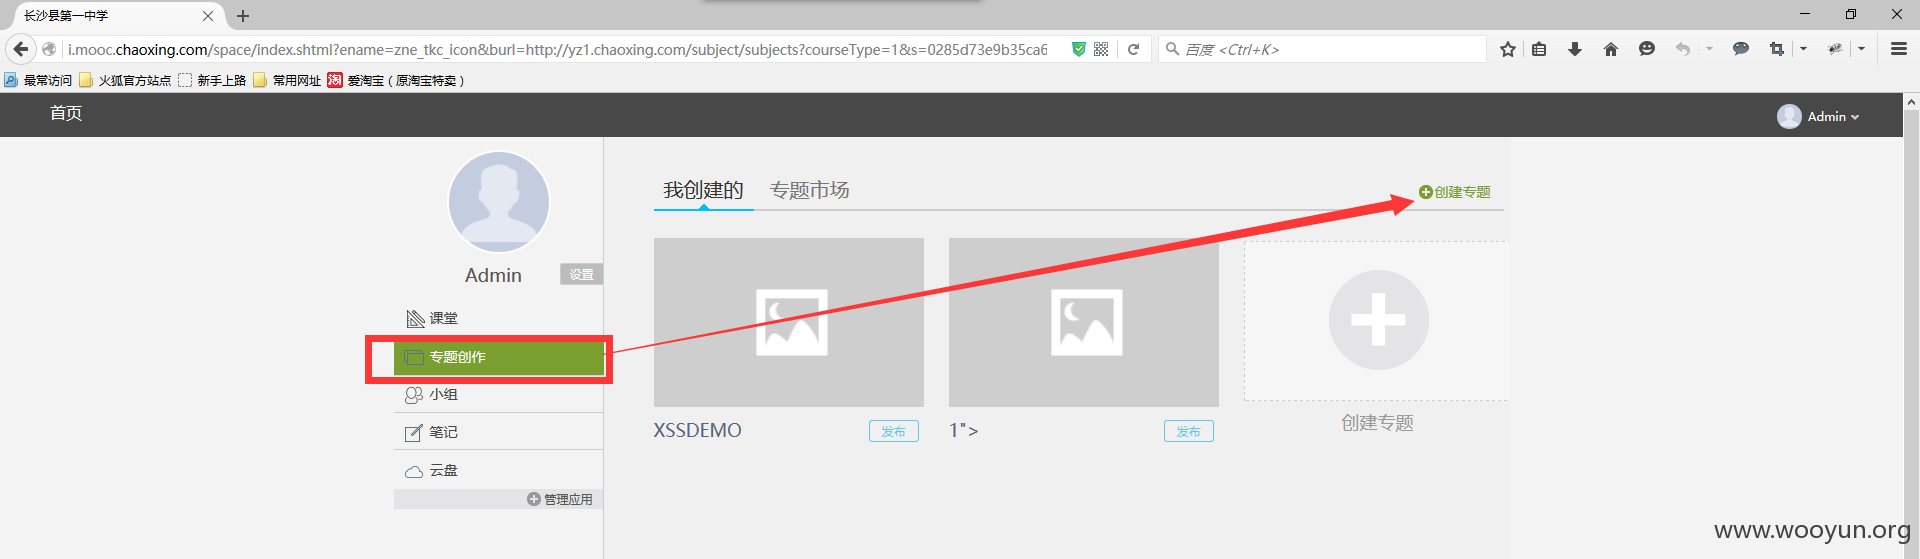 长沙县第一中学
i.mooc.chaoxing.com/space/index.shtml?ename=zne_tkc_icon&burl=http://yz1.chaoxing.com/subject/subjects?courseType=1&s=0285d73e9b35ca6
百度 <Ctrl+K>
最常访问 火狐官方站点 新手上路 常用网址 淘 爱淘宝（原淘宝特卖）
首页
Admin
我创建的 专题市场
创建专题
Admin
设置
课堂
专题创作
小组
笔记
云盘
管理应用
XSSDEMO
发布
1">
发布
创建专题
www.wooyun.org